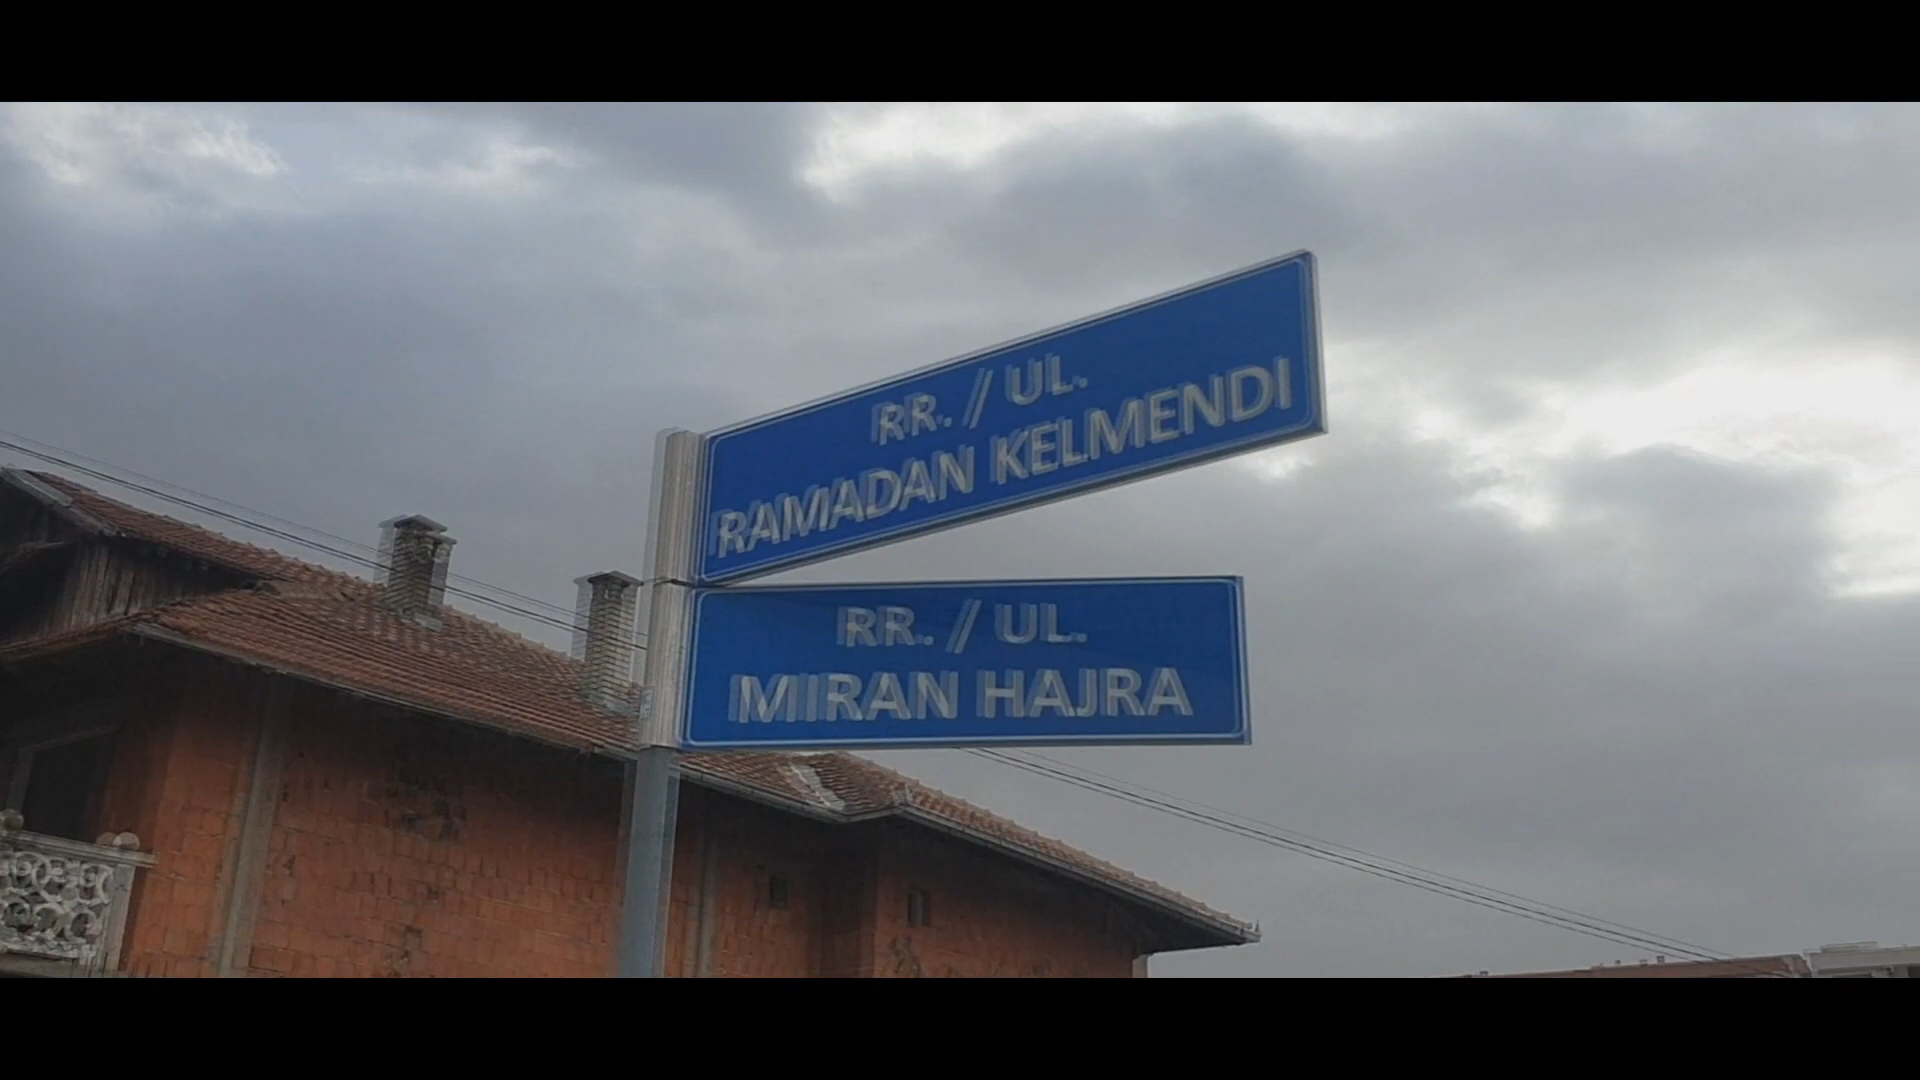 RR. / UL.
RAMADAN KELMENDI
RR. / UL.
MIRAN HAJRA